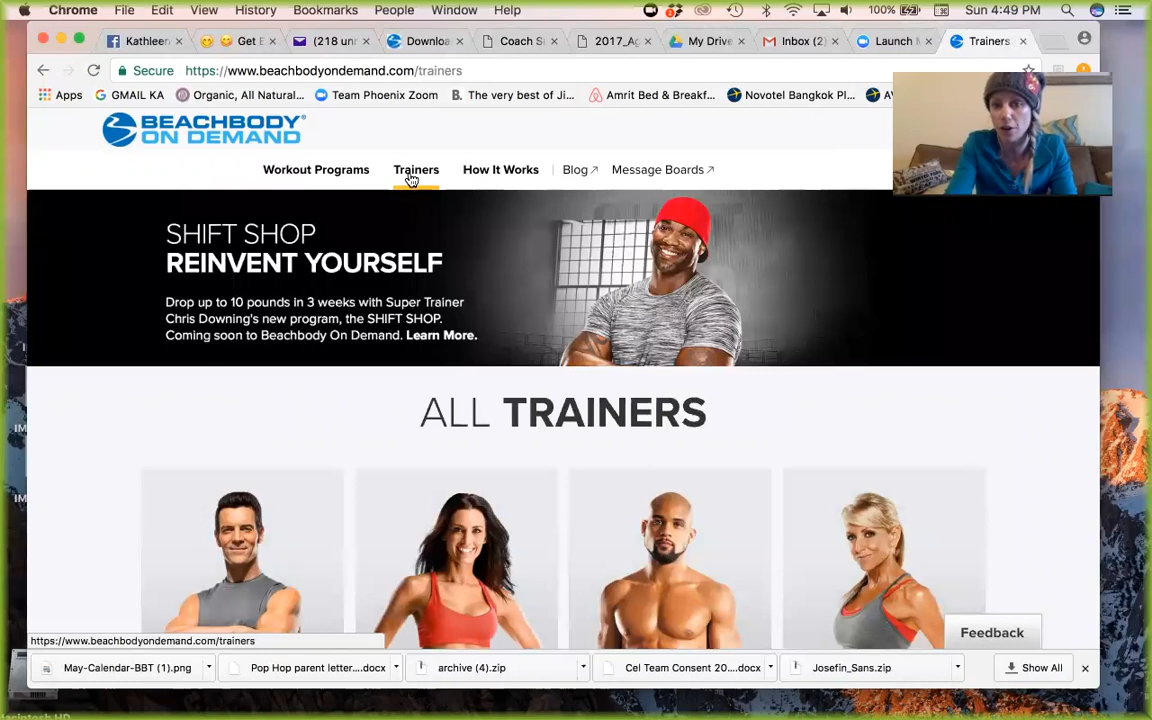 Chrome File Edit View History Bookmarks People Window Help 100% Sun 4:49 PM
Kathleen Get E (218 unr Downloa Coach S 2017_Ag My Drive Inbox (2) Launch M Trainers
Secure https://www.beachbodyondemand.com/trainers
Apps GMAIL KA Organic, All Natural... Team Phoenix Zoom B. The very best of Ji... Amrit Bed & Breakf... Novotel Bangkok Pl... AV
BEACHBODY
ON DEMAND
Workout Programs Trainers How It Works Blog Message Boards
SHIFT SHOP
REINVENT YOURSELF
Drop up to 10 pounds in 3 weeks with Super Trainer
Chris Downing's new program, the SHIFT SHOP.
Coming soon to Beachbody On Demand. Learn More.
ALL TRAINERS
Feedback
https://www.beachbodyondemand.com/trainers
May-Calendar-BBT (1).png Pop Hop parent letter....docx archive (4).zip Cel Team Consent 20....docx Josefin_Sans.zip Show All